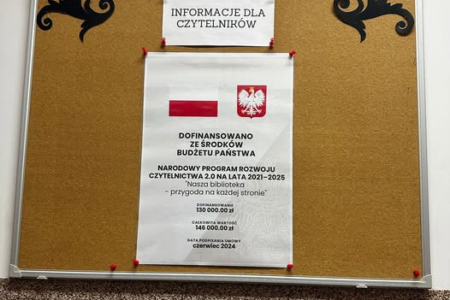 INFORMACJE DLA
CZYTELNIKÓW
DOFINANSOWANO
ZE ŚRODKÓW
BUDŻETU PAŃSTWA
NARODOWY PROGRAM ROZWOJU
CZYTELNICTWA 2.0 NA LATA 2021–2025
"Nasza biblioteka
- przygoda na każdej stronie"
DOFINANSOWANIE
130 000.00 zł
CAŁKOWITA WARTOŚĆ
146 000.00 zł
DATA PODPISANIA UMOWY
czerwiec 2024